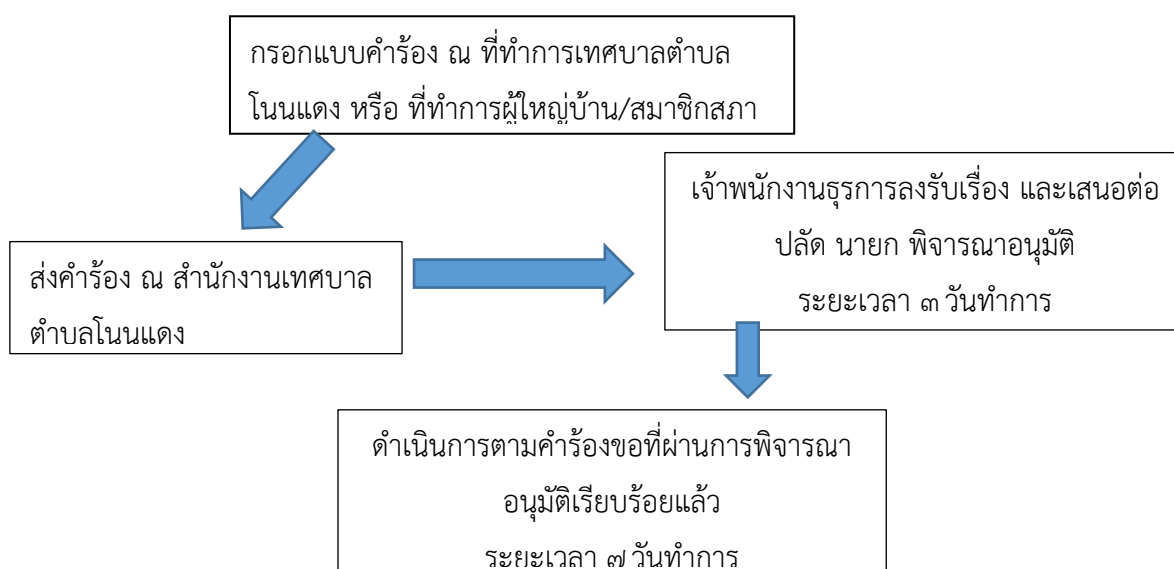 กรอกแบบคำร้อง ณ ที่ทำการเทศบาลตำบล
โนนแดง หรือ ที่ทำการผู้ใหญ่บ้าน/สมาชิกสภา
ส่งคำร้อง ณ สำนักงานเทศบาล
ตำบลโนนแดง
เจ้าพนักงานธุรการลงรับเรื่อง และเสนอต่อ
ปลัด นายก พิจารณาอนุมัติ
ระยะเวลา ๓ วันทำการ
ดำเนินการตามคำร้องขอที่ผ่านการพิจารณา
อนุมัติเรียบร้อยแล้ว
ระยะเวลา ๗ วันทำการ